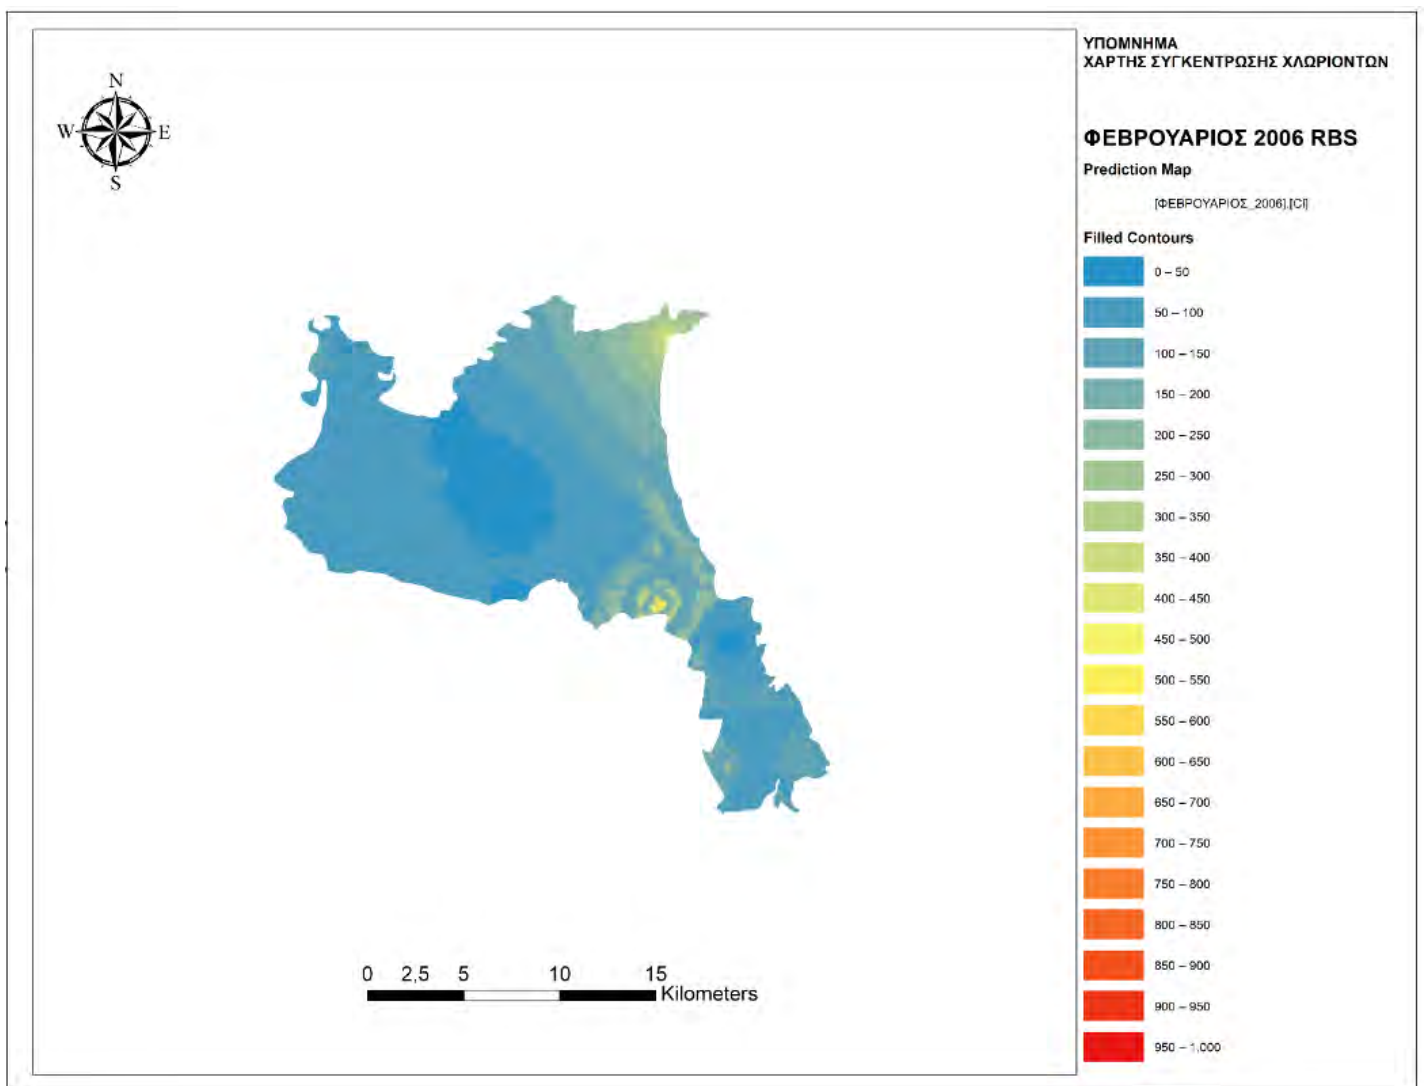 N
W E
S
0 2,5 5 10 15
Kilometers
ΥΠΟΜΝΗΜΑ
ΧΑΡΤΗΣ ΣΥΓΚΕΝΤΡΩΣΗΣ ΧΛΩΡΙΟΝΤΩΝ
ΦΕΒΡΟΥΑΡΙΟΣ 2006 RBS
Prediction Map
[ΦΕΒΡΟΥΑΡΙΟΣ_2006].[Cl]
Filled Contours
0 – 50
50 – 100
100 – 150
150 – 200
200 – 250
250 – 300
300 – 350
350 – 400
400 – 450
450 – 500
500 – 550
550 – 600
600 – 650
650 – 700
700 – 750
750 – 800
800 – 850
850 – 900
900 – 950
950 – 1.000